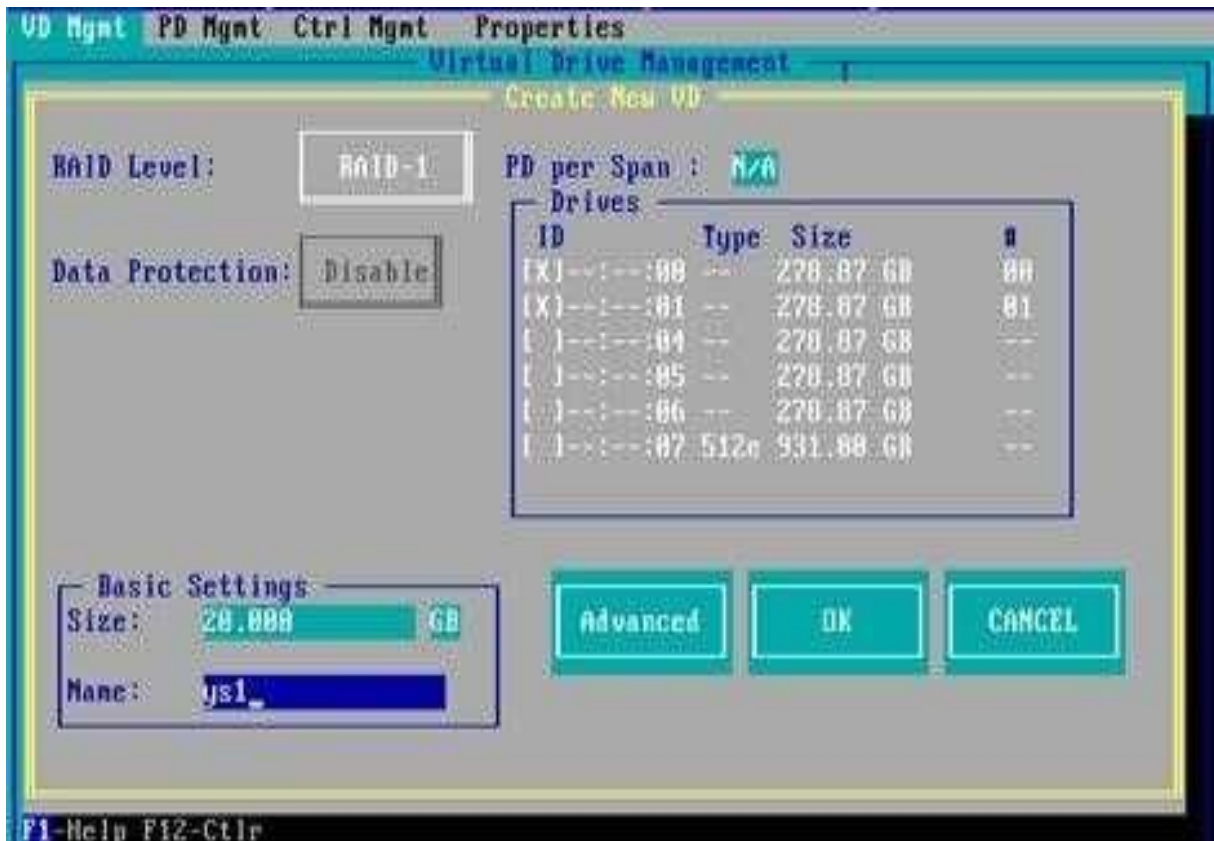 VD Mgmt PD Mgmt Ctrl Mgmt Properties
Virtual Drive Management
Create New VD
RAID Level: RAID-1
PD per Span : N/A
Data Protection: Disable
Drives
ID Type Size #
[X]--:--:00 -- 278.87 GB 00
[X]--:--:01 -- 278.87 GB 01
[ ]--:--:04 -- 278.87 GB --
[ ]--:--:05 -- 278.87 GB --
[ ]--:--:06 -- 278.87 GB --
[ ]--:--:07 512e 931.00 GB --
Basic Settings
Size: 20.000 GB
Name: ys1_
Advanced OK CANCEL
F1-Help F12-Ctlr